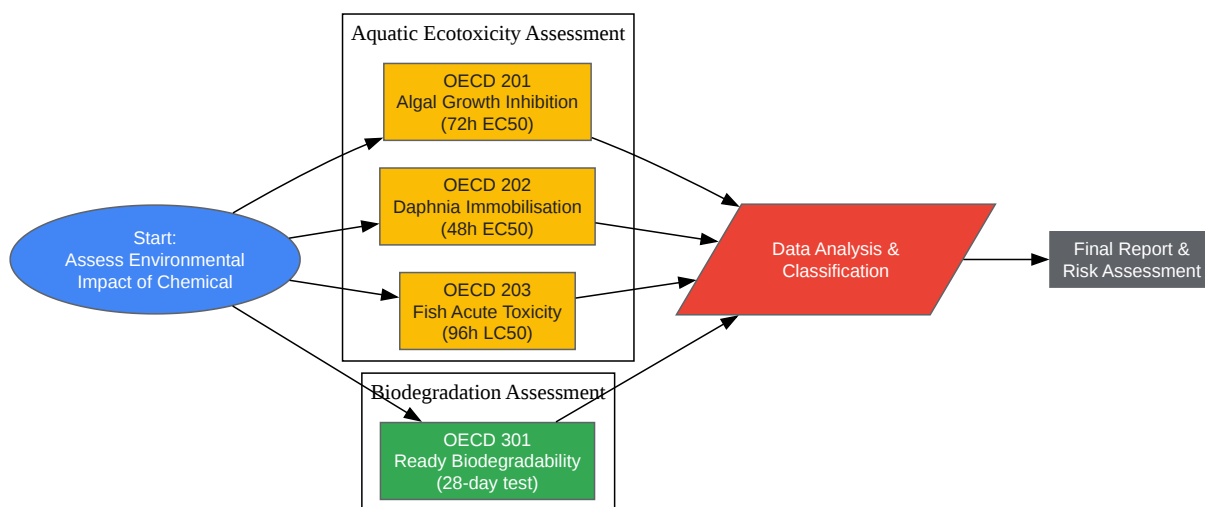 Start:
Assess Environmental
Impact of Chemical
Aquatic Ecotoxicity Assessment
OECD 201
Algal Growth Inhibition
(72h EC50)
OECD 202
Daphnia Immobilisation
(48h EC50)
OECD 203
Fish Acute Toxicity
(96h LC50)
Biodegradation Assessment
OECD 301
Ready Biodegradability
(28-day test)
Data Analysis &
Classification
Final Report &
Risk Assessment